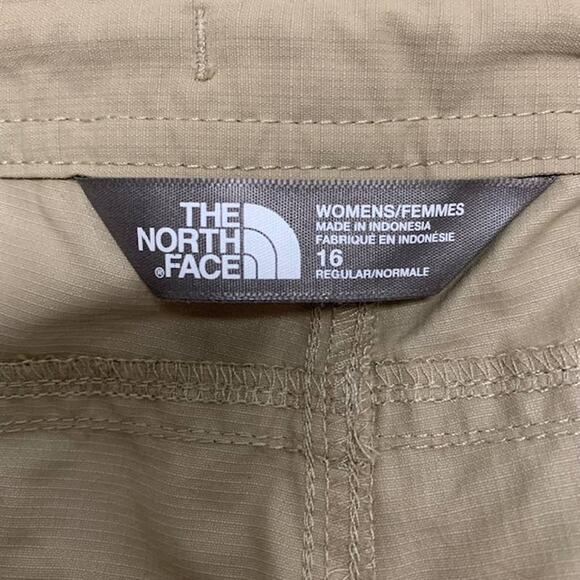 THE
NORTH
FACE
®
WOMENS/FEMMES
MADE IN INDONESIA
FABRIQUÉ EN INDONÉSIE
16
REGULAR/NORMALE